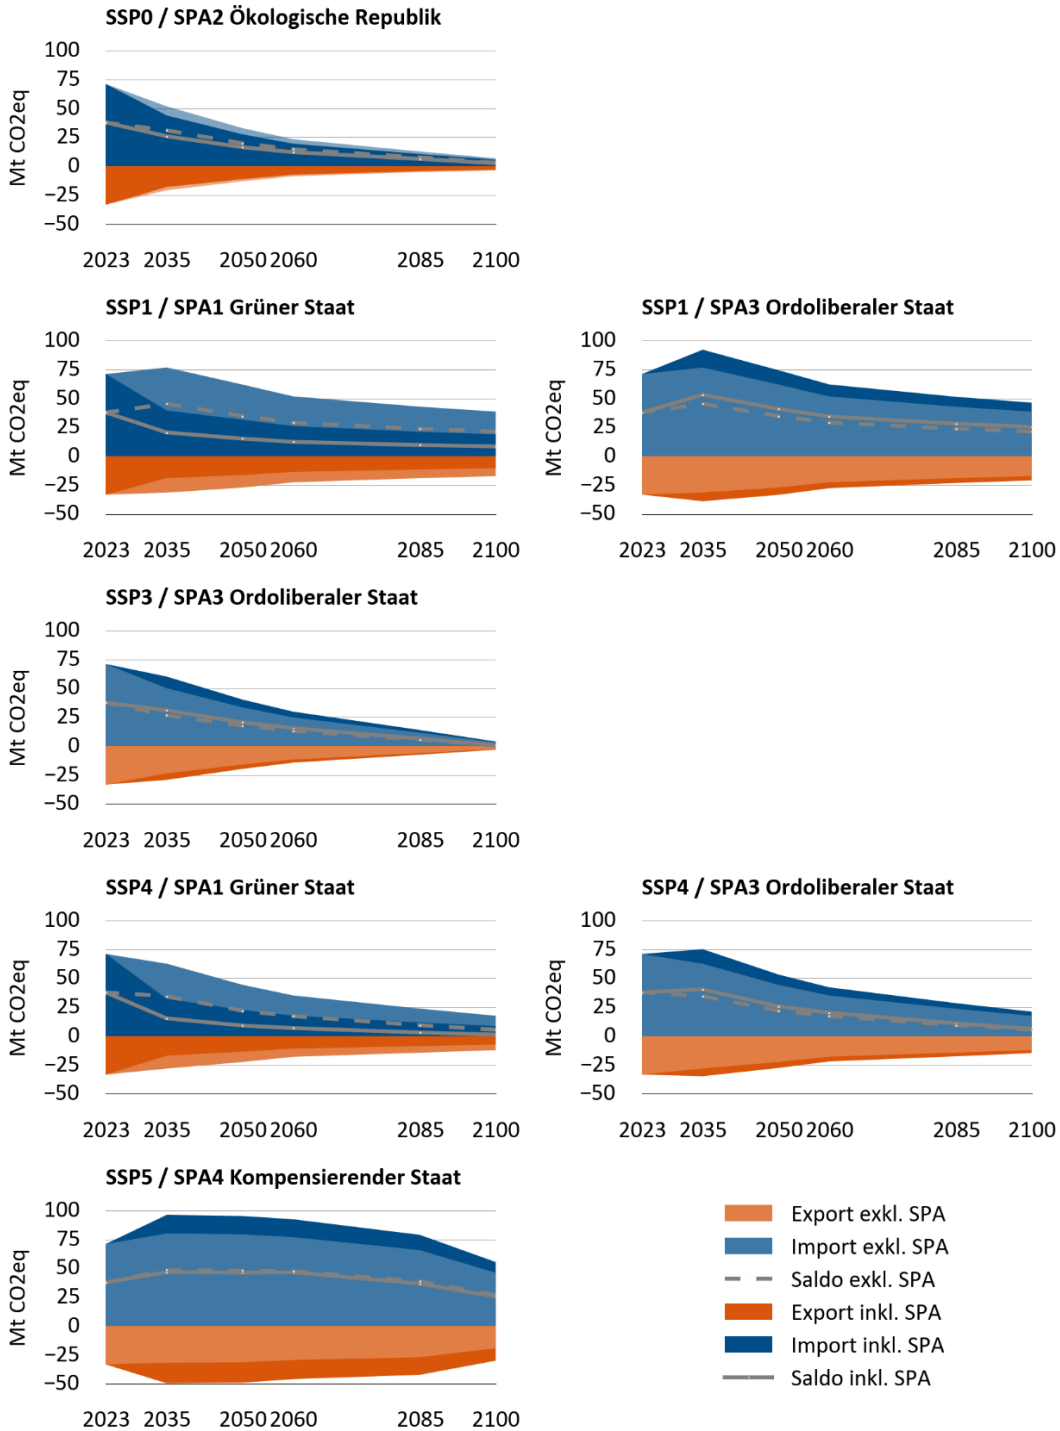 SSP0 / SPA2 Ökologische Republik
100
75
50
25
0
−25
−50
Mt CO2eq
2023 2035 2050 2060 2085 2100
SSP1 / SPA1 Grüner Staat
100
75
50
25
0
−25
−50
Mt CO2eq
2023 2035 2050 2060 2085 2100
SSP1 / SPA3 Ordoliberaler Staat
100
75
50
25
0
−25
−50
Mt CO2eq
2023 2035 2050 2060 2085 2100
SSP3 / SPA3 Ordoliberaler Staat
100
75
50
25
0
−25
−50
Mt CO2eq
2023 2035 2050 2060 2085 2100
SSP4 / SPA1 Grüner Staat
100
75
50
25
0
−25
−50
Mt CO2eq
2023 2035 2050 2060 2085 2100
SSP4 / SPA3 Ordoliberaler Staat
100
75
50
25
0
−25
−50
Mt CO2eq
2023 2035 2050 2060 2085 2100
SSP5 / SPA4 Kompensierender Staat
100
75
50
25
0
−25
−50
Mt CO2eq
2023 2035 2050 2060 2085 2100
Export exkl. SPA
Import exkl. SPA
Saldo exkl. SPA
Export inkl. SPA
Import inkl. SPA
Saldo inkl. SPA